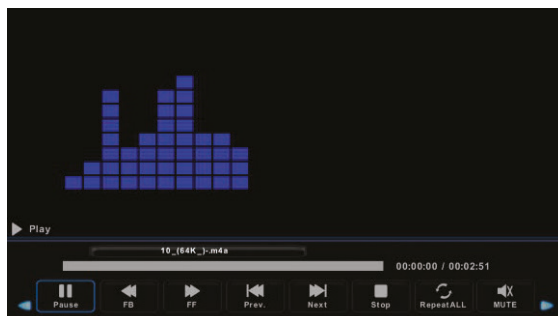 Play
10_(64K_)-.m4a
00:00:00 / 00:02:51
Pause FB FF Prev. Next Stop RepeatALL MUTE